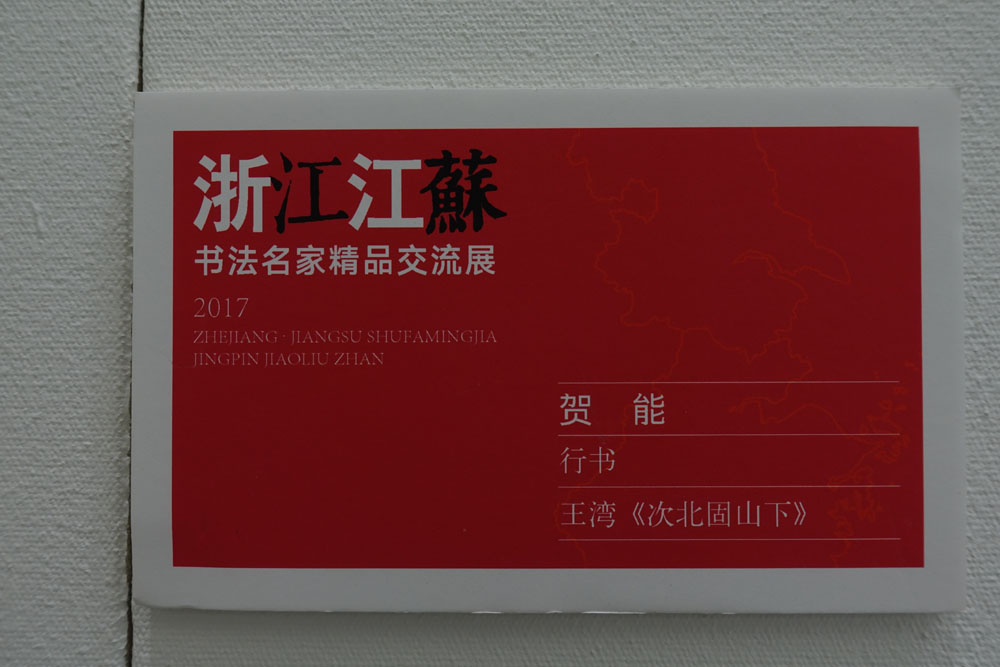 浙江江蘇
书法名家精品交流展
2017
ZHEJIANG · JIANGSU SHUFAMINGJIA
JINGPIN JIAOLIU ZHAN
贺 能
行书
王湾《次北固山下》